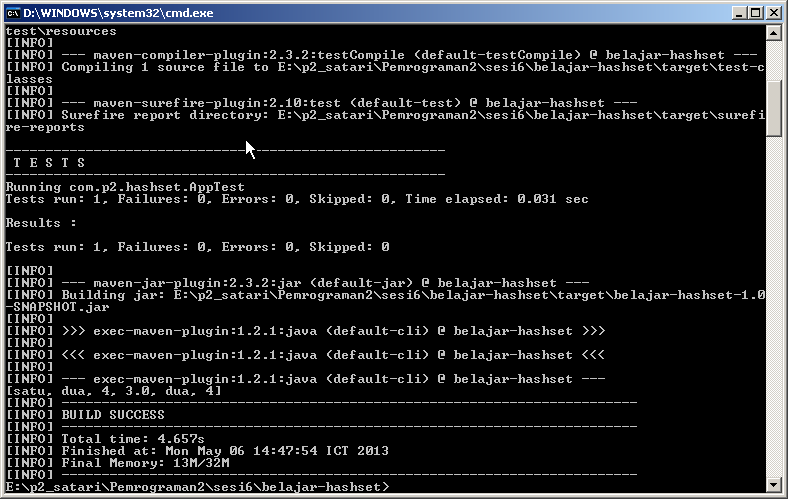 D:\WINDOWS\system32\cmd.exe
test\resources
[INFO]
[INFO] --- maven-compiler-plugin:2.3.2:testCompile (default-testCompile) @ belajar-hashset ---
[INFO] Compiling 1 source file to E:\p2_satari\Pemrograman2\sesi6\belajar-hashset\target\test-c
lasses
[INFO]
[INFO] --- maven-surefire-plugin:2.10:test (default-test) @ belajar-hashset ---
[INFO] Surefire report directory: E:\p2_satari\Pemrograman2\sesi6\belajar-hashset\target\surefi
re-reports
-------------------------------------------------------
 T E S T S
-------------------------------------------------------
Running com.p2.hashset.AppTest
Tests run: 1, Failures: 0, Errors: 0, Skipped: 0, Time elapsed: 0.031 sec
Results :
Tests run: 1, Failures: 0, Errors: 0, Skipped: 0
[INFO]
[INFO] --- maven-jar-plugin:2.3.2:jar (default-jar) @ belajar-hashset ---
[INFO] Building jar: E:\p2_satari\Pemrograman2\sesi6\belajar-hashset\target\belajar-hashset-1.0
-SNAPSHOT.jar
[INFO]
[INFO] >>> exec-maven-plugin:1.2.1:java (default-cli) @ belajar-hashset >>>
[INFO]
[INFO] <<< exec-maven-plugin:1.2.1:java (default-cli) @ belajar-hashset <<<
[INFO]
[INFO] --- exec-maven-plugin:1.2.1:java (default-cli) @ belajar-hashset ---
[satu, dua, 4, 3.0, dua, 4]
[INFO] ------------------------------------------------------------------------
[INFO] BUILD SUCCESS
[INFO] ------------------------------------------------------------------------
[INFO] Total time: 4.657s
[INFO] Finished at: Mon May 06 14:47:54 ICT 2013
[INFO] Final Memory: 13M/32M
[INFO] ------------------------------------------------------------------------
E:\p2_satari\Pemrograman2\sesi6\belajar-hashset>